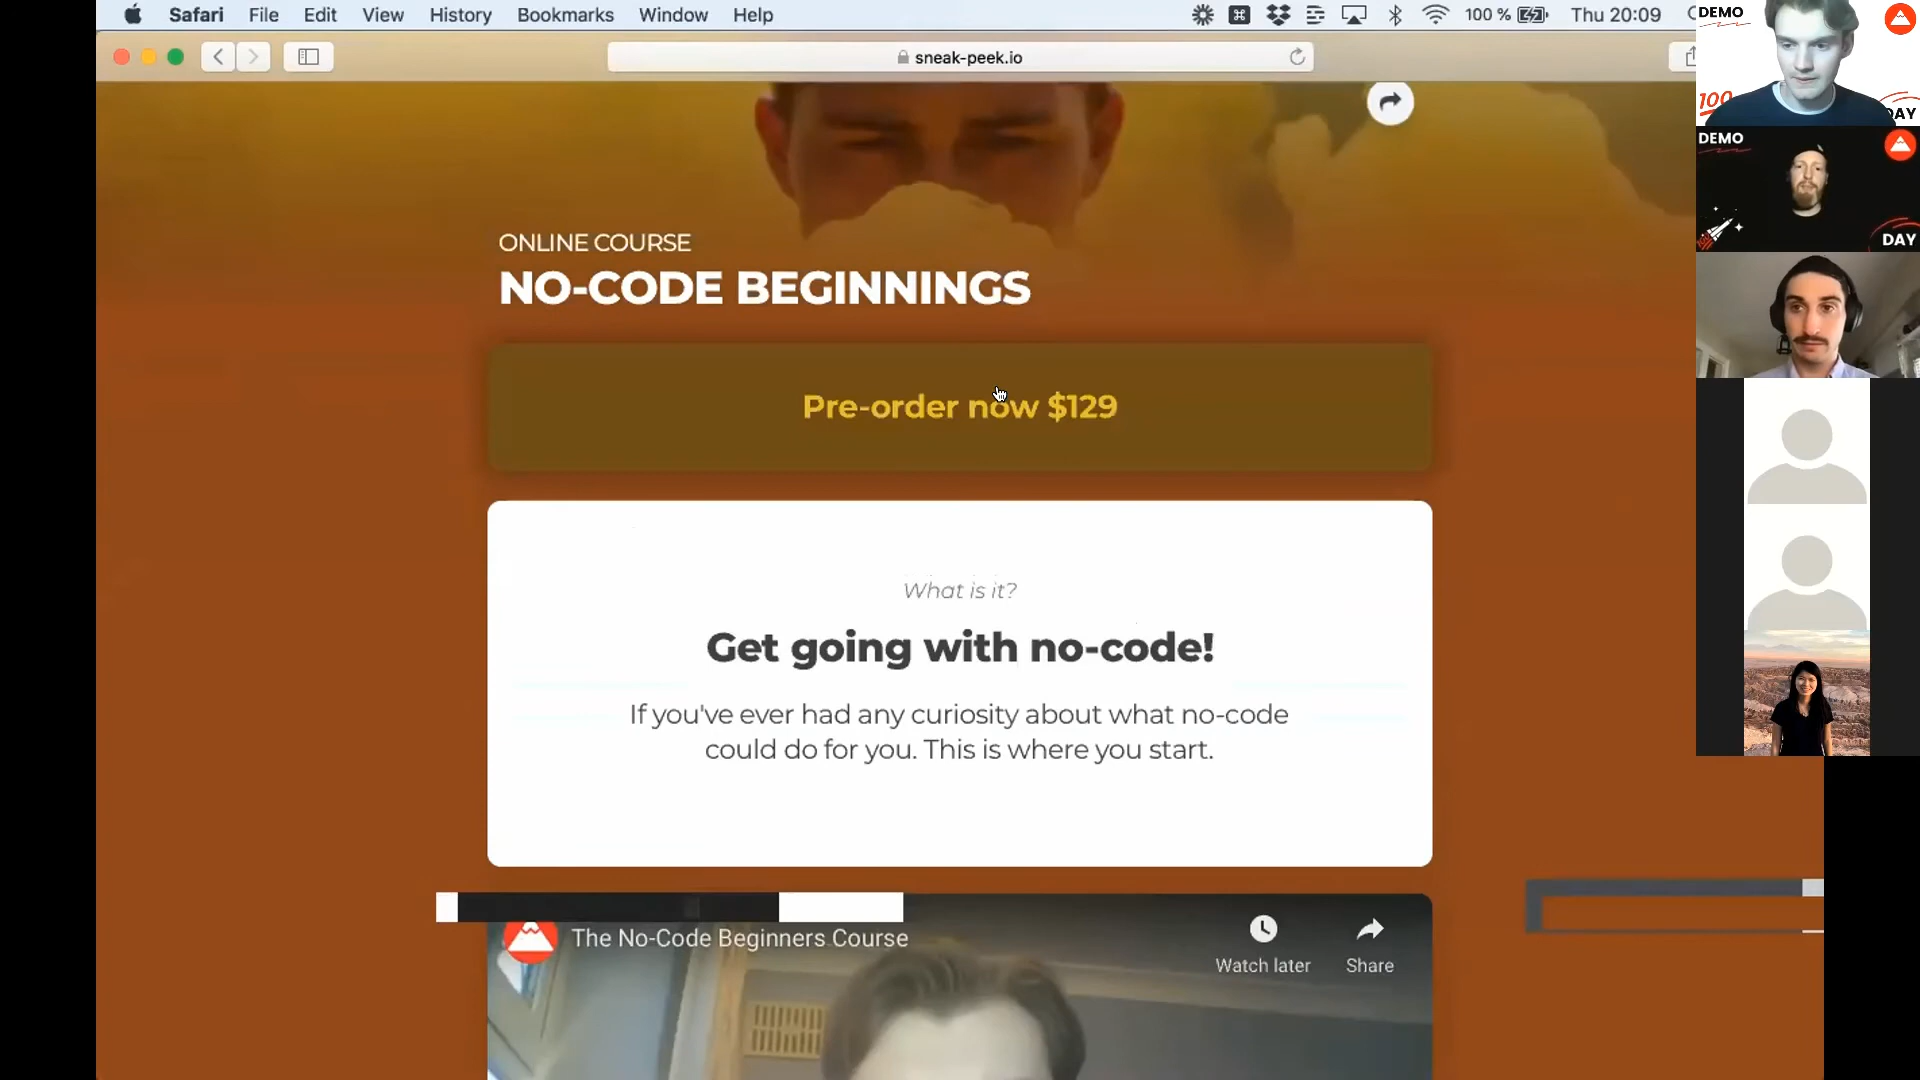 Safari File Edit View History Bookmarks Window Help 100 % Thu 20:09
sneak-peek.io
DEMO
100
DAY
DEMO
DAY
ONLINE COURSE
NO-CODE BEGINNINGS
Pre-order now $129
What is it?
Get going with no-code!
If you've ever had any curiosity about what no-code
could do for you. This is where you start.
The No-Code Beginners Course
Watch later
Share